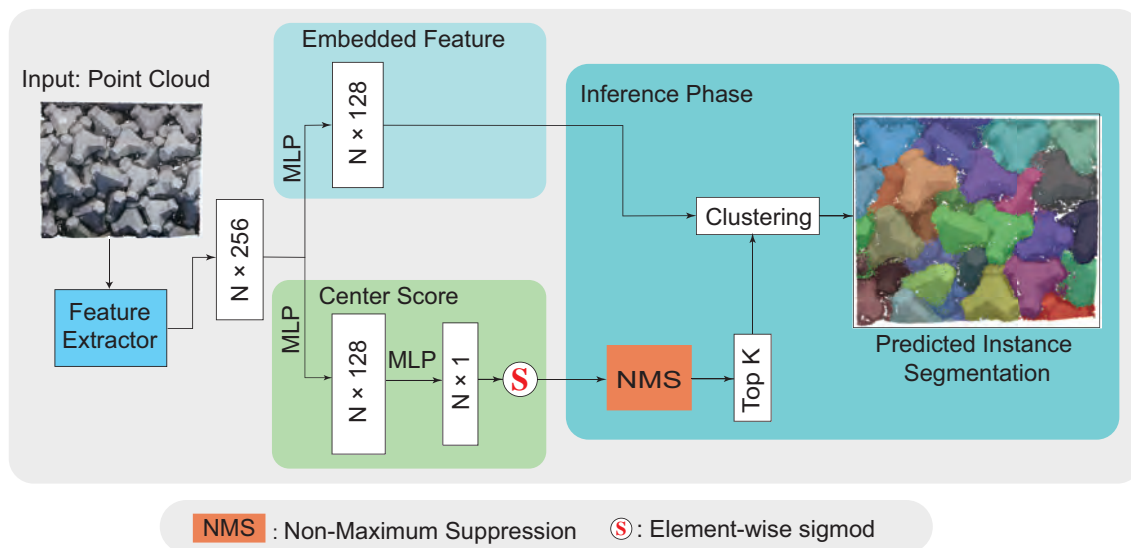 Embedded Feature
Input: Point Cloud
N × 128
MLP
Inference Phase
Clustering
N × 256
Feature
Extractor
Center Score
MLP
N × 128
MLP
N × 1
S
NMS
Top K
Predicted Instance
Segmentation
NMS : Non-Maximum Suppression
S : Element-wise sigmod